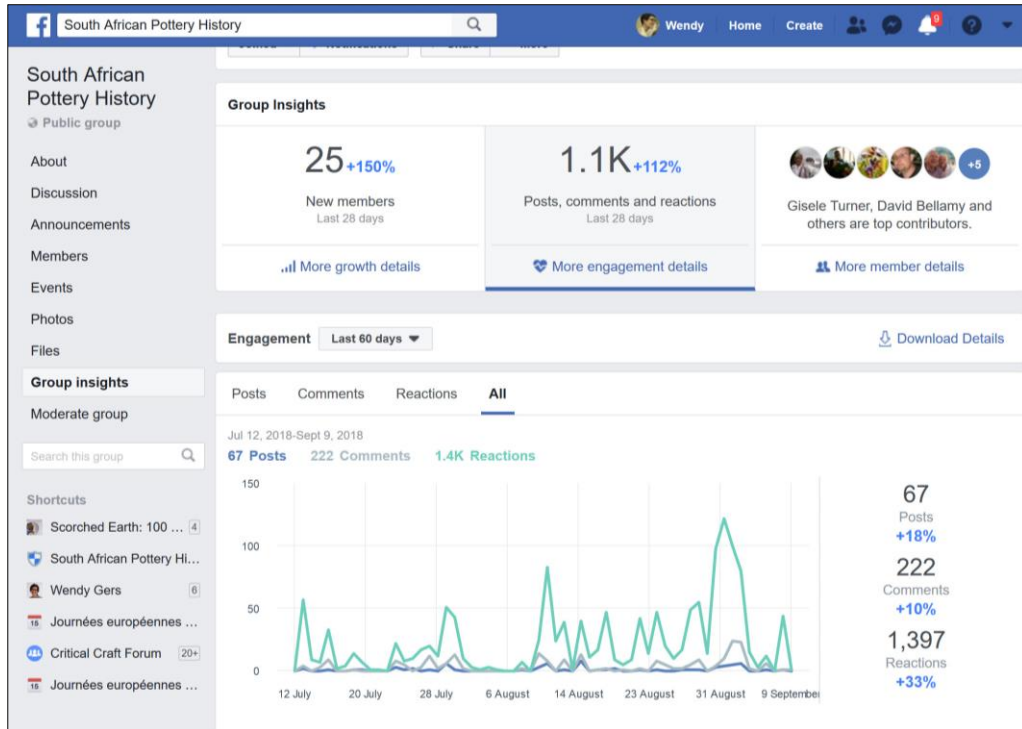 South African Pottery History
Wendy Home Create 9
South African
Pottery History
Public group
About
Discussion
Announcements
Members
Events
Photos
Files
Group insights
Moderate group
Search this group
Shortcuts
Scorched Earth: 100 ... 4
South African Pottery Hi...
Wendy Gers 6
Journées européennes ...
Critical Craft Forum 20+
Journées européennes ...
Group Insights
25 +150%
New members
Last 28 days
More growth details
1.1K +112%
Posts, comments and reactions
Last 28 days
More engagement details
+5
Gisele Turner, David Bellamy and
others are top contributors.
More member details
Engagement Last 60 days
Download Details
Posts Comments Reactions All
Jul 12, 2018-Sept 9, 2018
67 Posts 222 Comments 1.4K Reactions
150
100
50
0
12 July 20 July 28 July 6 August 14 August 23 August 31 August 9 September
67
Posts
+18%
222
Comments
+10%
1,397
Reactions
+33%